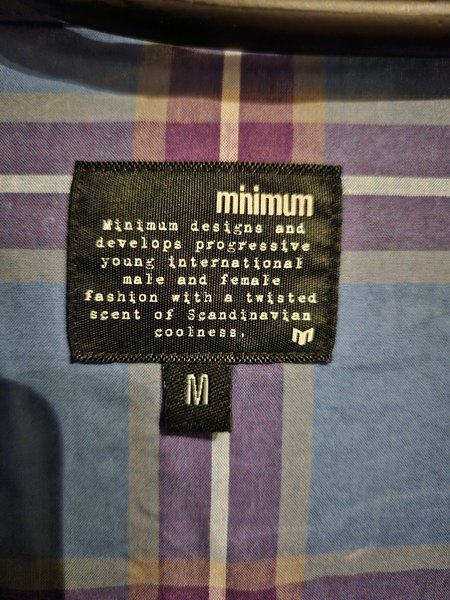 minimum
Minimum designs and
develops progressive
young international
male and female
fashion with a twisted
scent of Scandinavian
coolness.
M